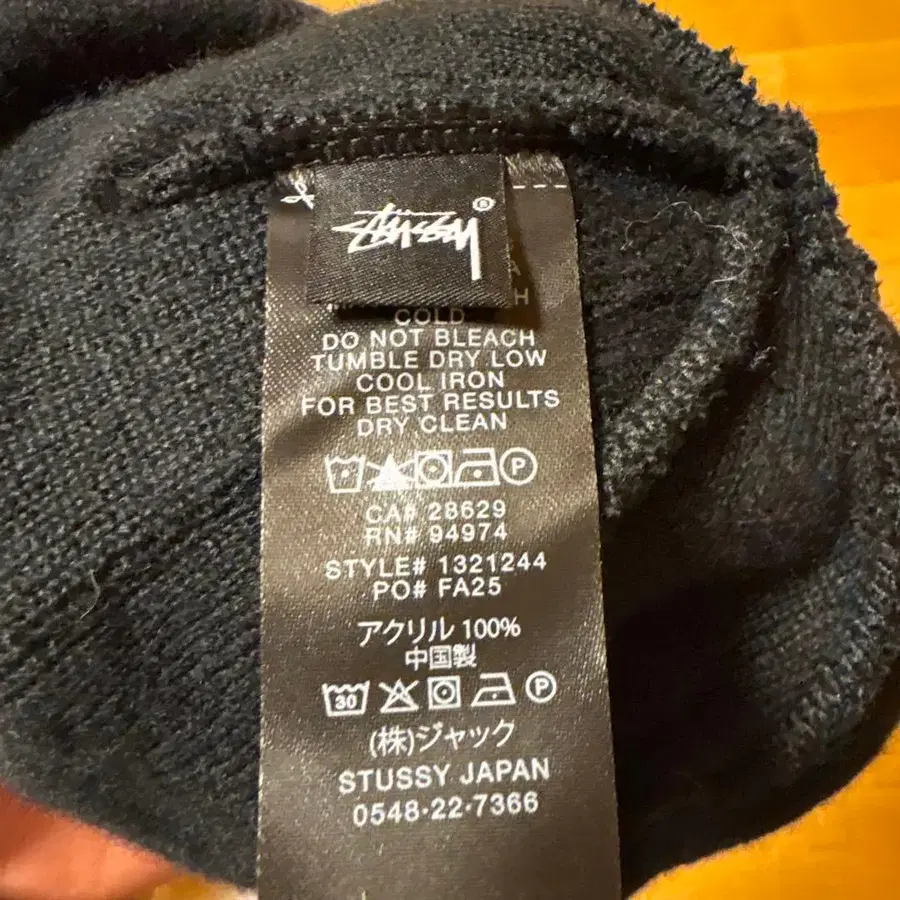 STÜSSY®
COLD
DO NOT BLEACH
TUMBLE DRY LOW
COOL IRON
FOR BEST RESULTS
DRY CLEAN
P
CA# 28629
RN# 94974
STYLE# 1321244
PO# FA25
アクリル 100%
中国製
30 P
(株)ジャック
STUSSY JAPAN
0548-22-7366